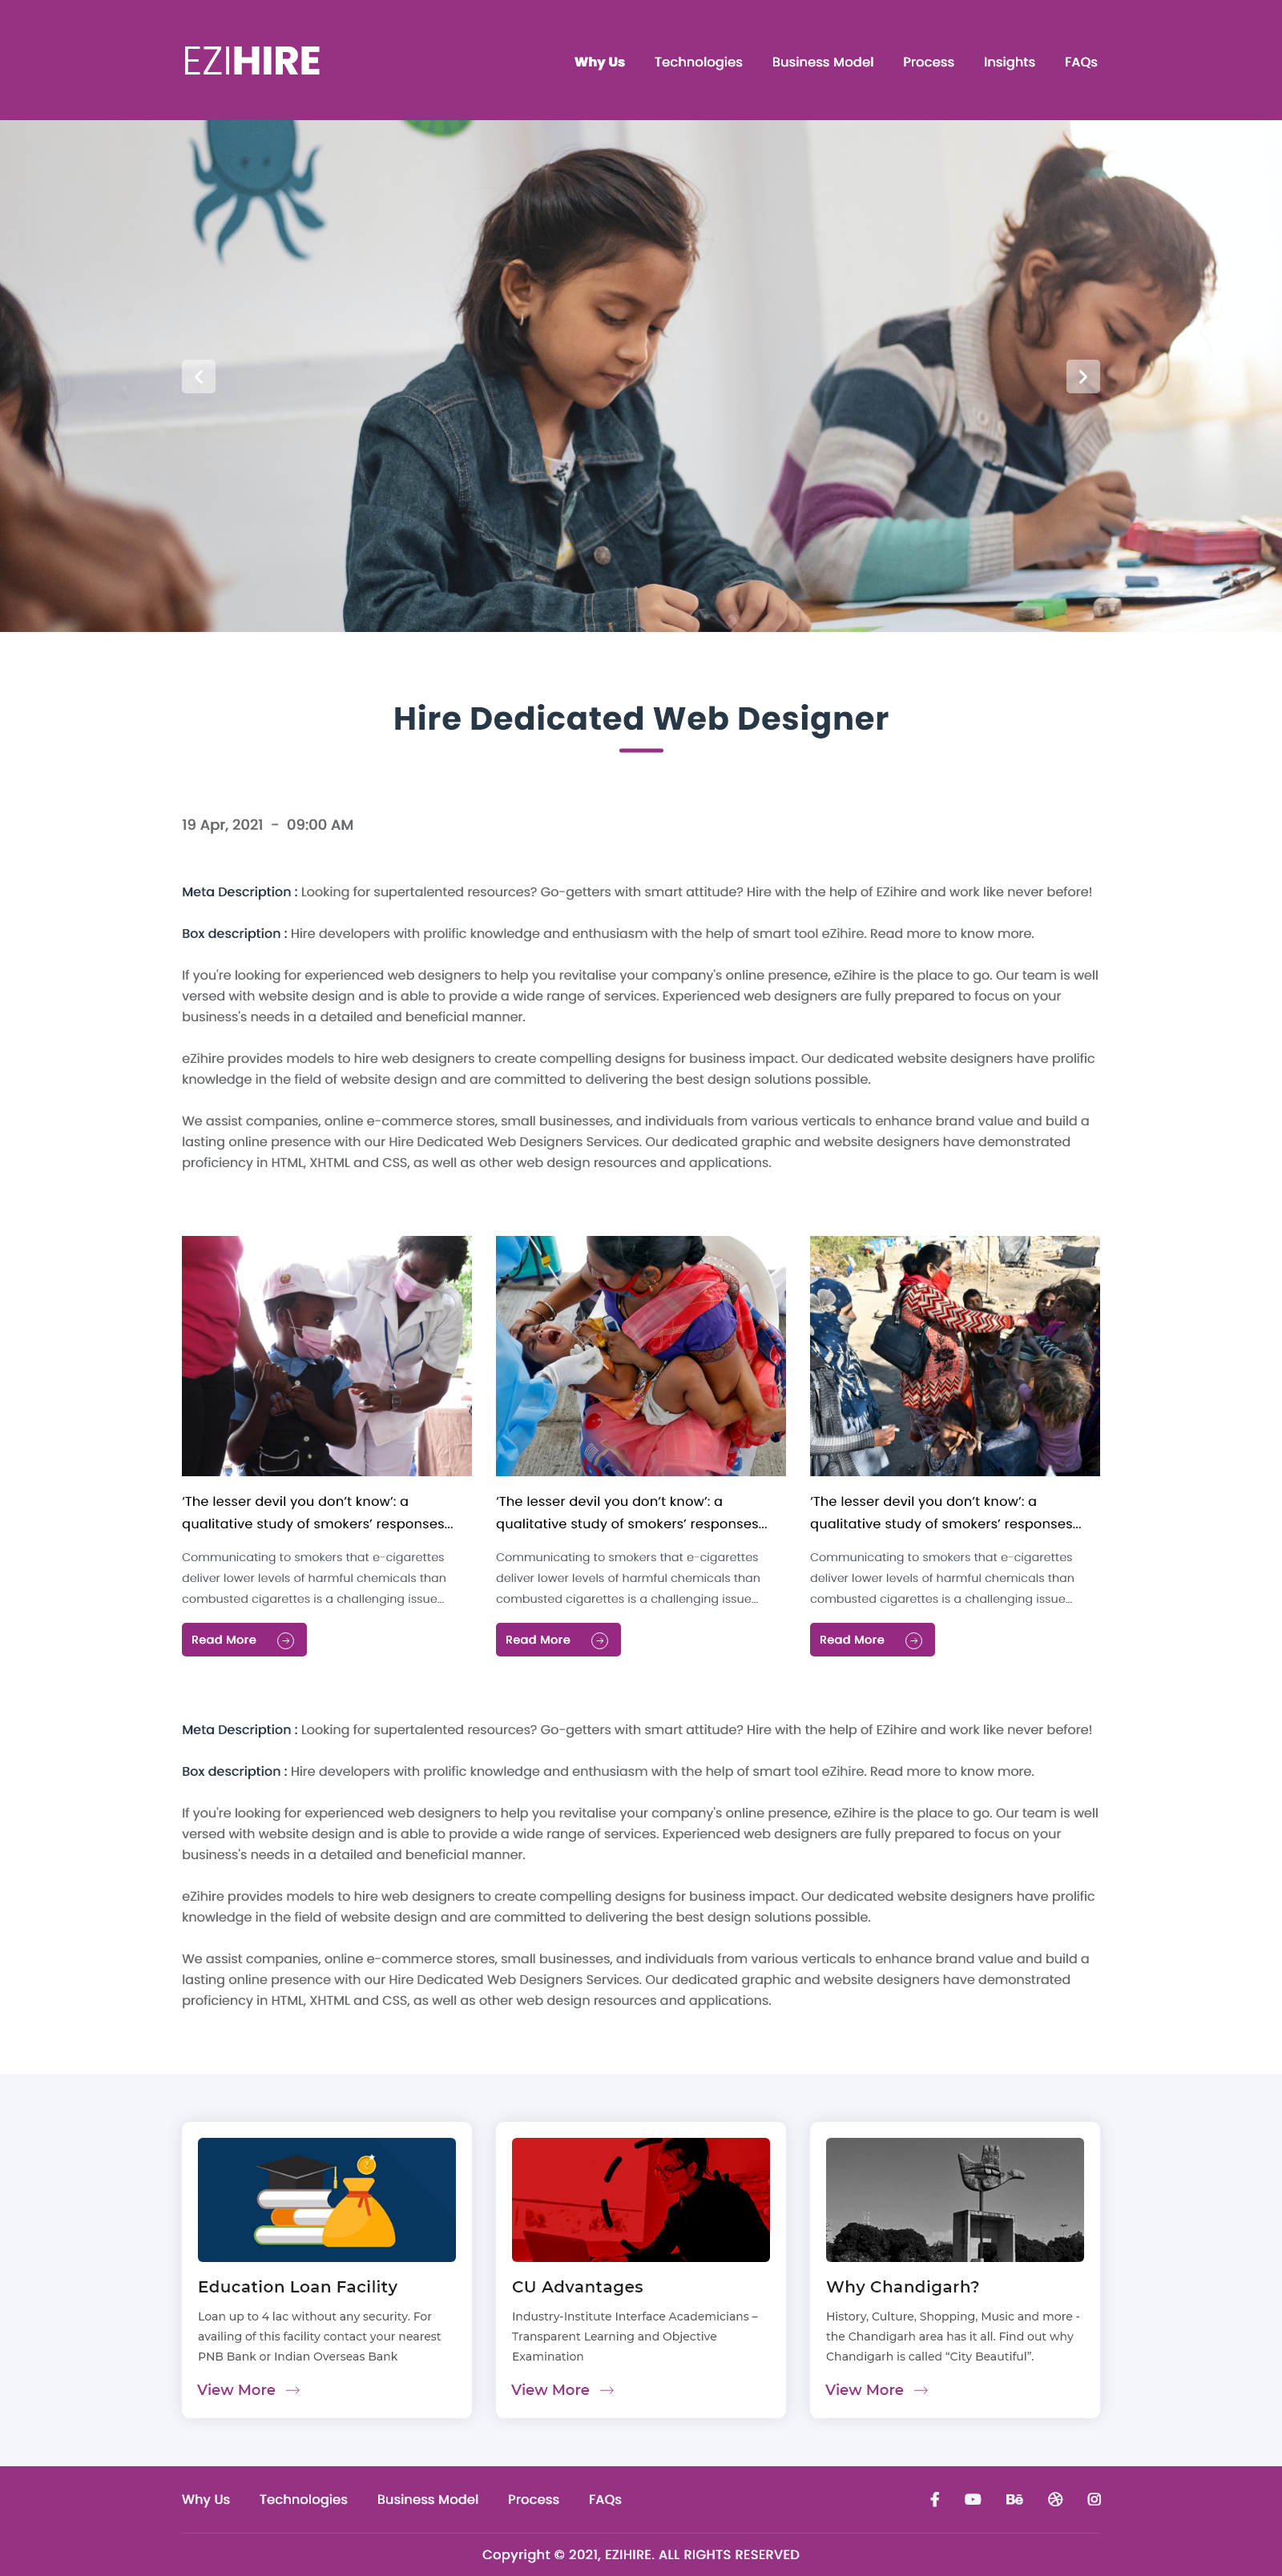 EZIHIRE
Why Us Technologies Business Model Process Insights FAQs
Hire Dedicated Web Designer
19 Apr, 2021 - 09:00 AM
Meta Description : Looking for supertalented resources? Go-getters with smart attitude? Hire with the help of EZihire and work like never before!
Box description : Hire developers with prolific knowledge and enthusiasm with the help of smart tool eZihire. Read more to know more.
If you're looking for experienced web designers to help you revitalise your company's online presence, eZihire is the place to go. Our team is well
versed with website design and is able to provide a wide range of services. Experienced web designers are fully prepared to focus on your
business's needs in a detailed and beneficial manner.
eZihire provides models to hire web designers to create compelling designs for business impact. Our dedicated website designers have prolific
knowledge in the field of website design and are committed to delivering the best design solutions possible.
We assist companies, online e-commerce stores, small businesses, and individuals from various verticals to enhance brand value and build a
lasting online presence with our Hire Dedicated Web Designers Services. Our dedicated graphic and website designers have demonstrated
proficiency in HTML, XHTML and CSS, as well as other web design resources and applications.
‘The lesser devil you don’t know’: a
qualitative study of smokers’ responses...
Communicating to smokers that e-cigarettes
deliver lower levels of harmful chemicals than
combusted cigarettes is a challenging issue...
Read More
‘The lesser devil you don’t know’: a
qualitative study of smokers’ responses...
Communicating to smokers that e-cigarettes
deliver lower levels of harmful chemicals than
combusted cigarettes is a challenging issue...
Read More
‘The lesser devil you don’t know’: a
qualitative study of smokers’ responses...
Communicating to smokers that e-cigarettes
deliver lower levels of harmful chemicals than
combusted cigarettes is a challenging issue...
Read More
Meta Description : Looking for supertalented resources? Go-getters with smart attitude? Hire with the help of EZihire and work like never before!
Box description : Hire developers with prolific knowledge and enthusiasm with the help of smart tool eZihire. Read more to know more.
If you're looking for experienced web designers to help you revitalise your company's online presence, eZihire is the place to go. Our team is well
versed with website design and is able to provide a wide range of services. Experienced web designers are fully prepared to focus on your
business's needs in a detailed and beneficial manner.
eZihire provides models to hire web designers to create compelling designs for business impact. Our dedicated website designers have prolific
knowledge in the field of website design and are committed to delivering the best design solutions possible.
We assist companies, online e-commerce stores, small businesses, and individuals from various verticals to enhance brand value and build a
lasting online presence with our Hire Dedicated Web Designers Services. Our dedicated graphic and website designers have demonstrated
proficiency in HTML, XHTML and CSS, as well as other web design resources and applications.
Education Loan Facility
Loan up to 4 lac without any security. For
availing of this facility contact your nearest
PNB Bank or Indian Overseas Bank
View More
CU Advantages
Industry-Institute Interface Academicians –
Transparent Learning and Objective
Examination
View More
Why Chandigarh?
History, Culture, Shopping, Music and more -
the Chandigarh area has it all. Find out why
Chandigarh is called “City Beautiful”.
View More
Why Us Technologies Business Model Process FAQs
Copyright © 2021, EZIHIRE. ALL RIGHTS RESERVED